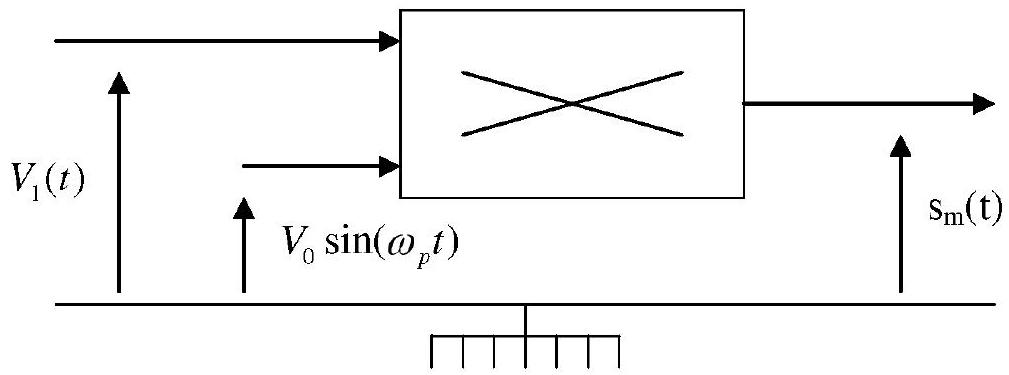 V₁(t)
V₀ sin(ωₚt)
sₘ(t)